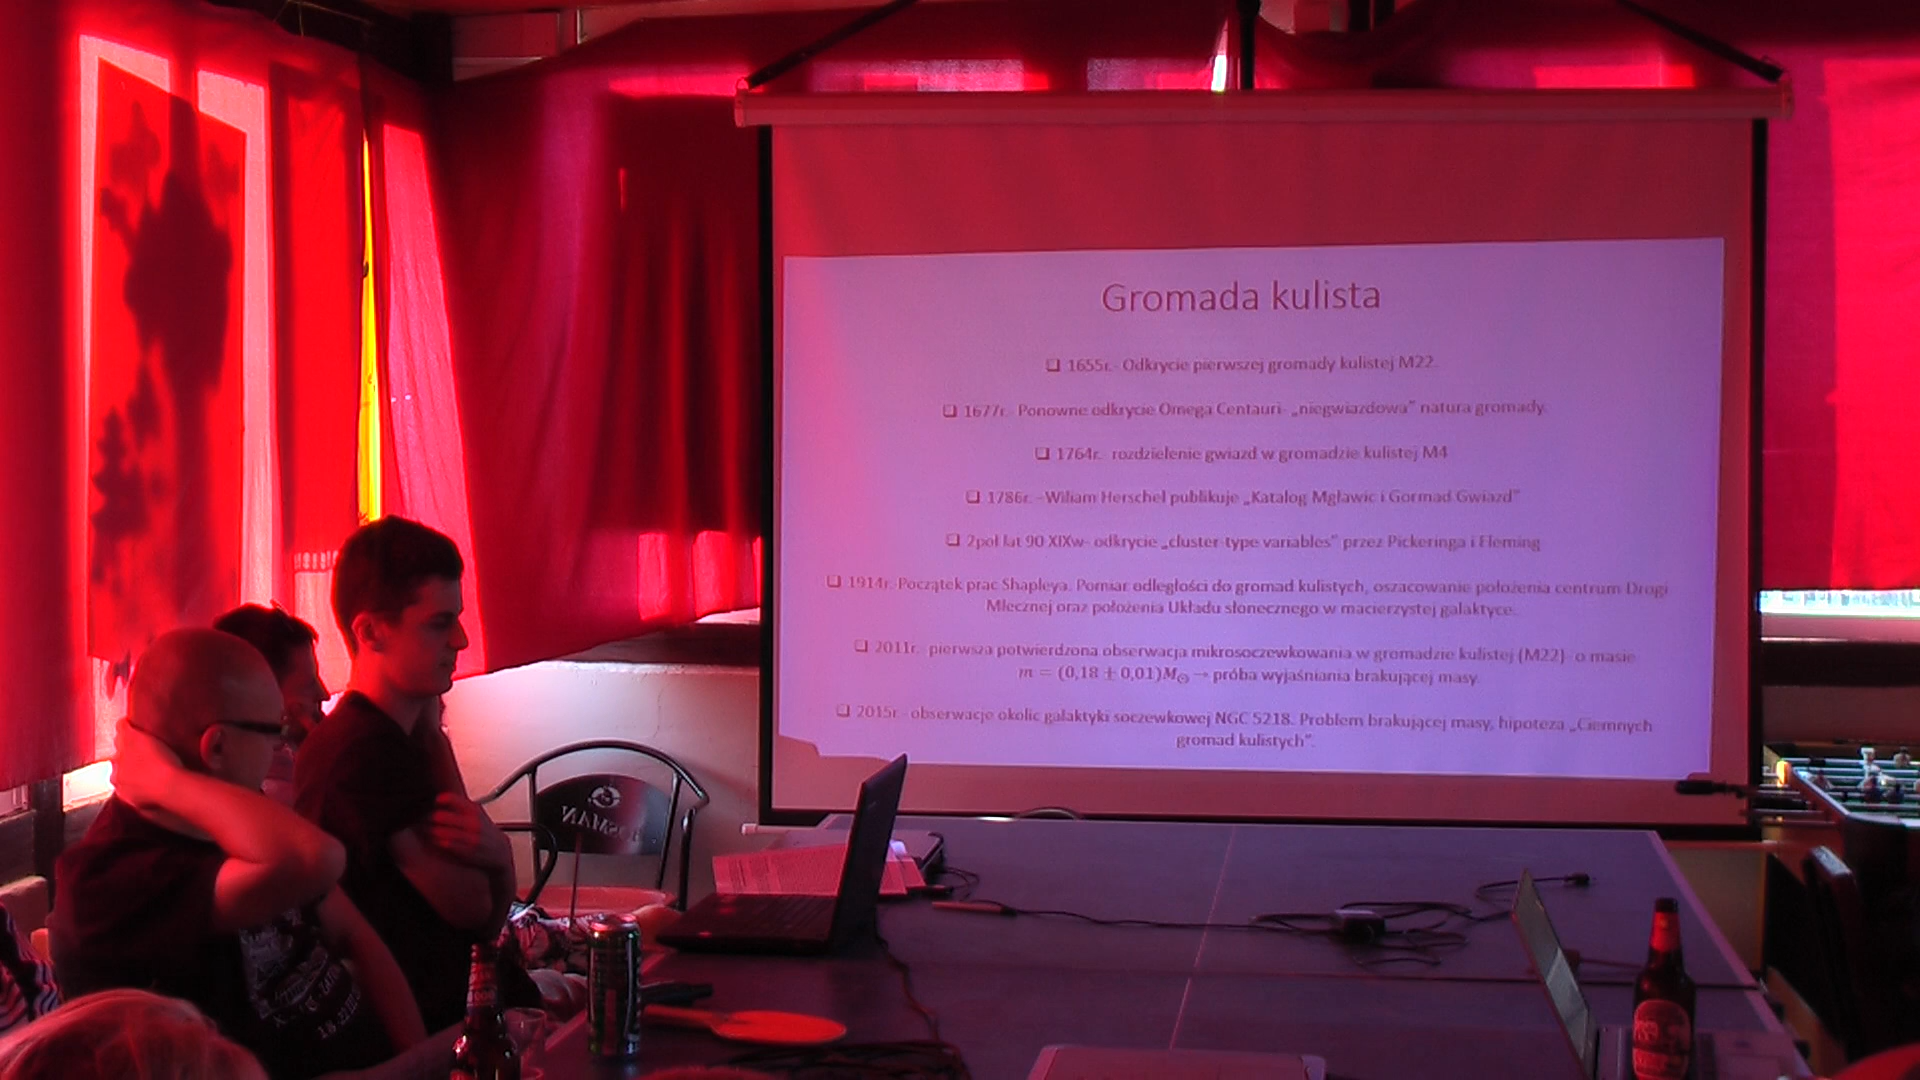 Gromada kulista
❑ 1655r.- Odkrycie pierwszej gromady kulistej M22.
❑ 1677r.- Ponowne odkrycie Omega Centauri- „niegwiazdowa” natura gromady.
❑ 1764r.- rozdzielenie gwiazd w gromadzie kulistej M4
❑ 1786r. –Wiliam Herschel publikuje „Katalog Mgławic i Gormad Gwiazd”
❑ 2poł lat 90 XIXw- odkrycie „cluster-type variables” przez Pickeringa i Fleming
❑ 1914r.-Początek prac Shapleya. Pomiar odległości do gromad kulistych, oszacowanie położenia centrum Drogi
Mlecznej oraz położenia Układu słonecznego w macierzystej galaktyce.
❑ 2011r.- pierwsza potwierdzona obserwacja mikrosoczewkowania w gromadzie kulistej (M22)- o masie
m = (0,18 ± 0,01)M⊙ → próba wyjaśniania brakującej masy
❑ 2015r - obserwacje okolic galaktyki soczewkowej NGC 5218. Problem brakującej masy, hipoteza „Ciemnych
gromad kulistych”.
BOSMAN